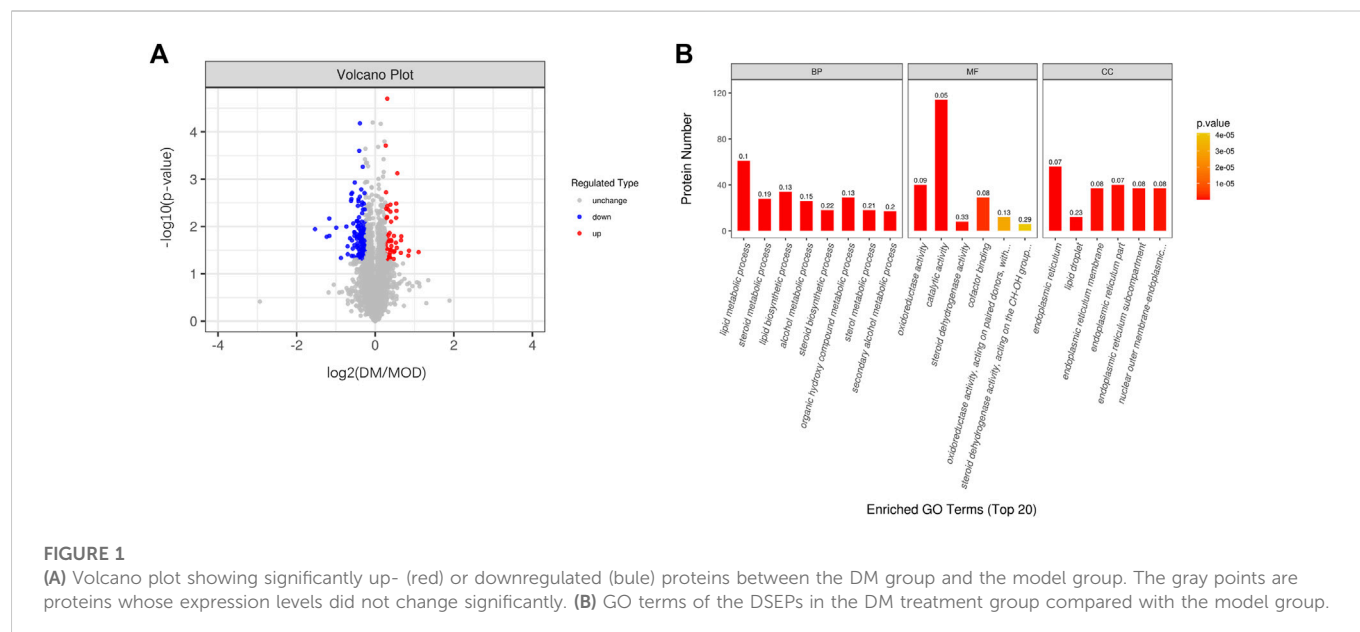 A
Volcano Plot
4
3
2
1
0
-4
-2
0
2
4
-log10(p-value)
log2(DM/MOD)
Regulated Type
unchange
down
up
B
BP
MF
CC
120
80
40
0
Protein Number
0.1
0.19
0.13
0.15
0.22
0.13
0.21
0.2
0.09
0.05
0.33
0.08
0.13
0.29
0.07
0.23
0.08
0.07
0.08
0.08
lipid metabolic process
steroid metabolic process
lipid biosynthetic process
alcohol metabolic process
steroid biosynthetic process
organic hydroxy compound metabolic process
sterol metabolic process
secondary alcohol metabolic process
oxidoreductase activity
catalytic activity
steroid dehydrogenase activity
cofactor binding
oxidoreductase activity, acting on paired donors, with...
steroid dehydrogenase activity, acting on the CH-OH group...
endoplasmic reticulum
lipid droplet
endoplasmic reticulum membrane
endoplasmic reticulum part
endoplasmic reticulum subcompartment
nuclear outer membrane-endoplasmic...
Enriched GO Terms (Top 20)
p.value
4e-05
3e-05
1e-05
FIGURE 1
(A) Volcano plot showing significantly up- (red) or downregulated (bule) proteins between the DM group and the model group. The gray points are
proteins whose expression levels did not change significantly. (B) GO terms of the DSEPs in the DM treatment group compared with the model group.